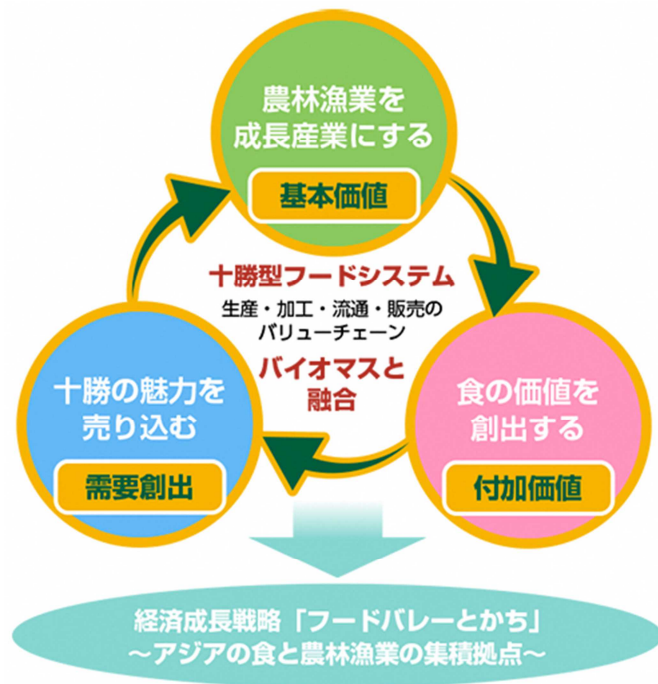 農林漁業を
成長産業にする
基本価値
十勝型フードシステム
生産・加工・流通・販売の
バリューチェーン
バイオマスと
融合
十勝の魅力を
売り込む
需要創出
食の価値を
創出する
付加価値
経済成長戦略「フードバレーとかち」
～アジアの食と農林漁業の集積拠点～